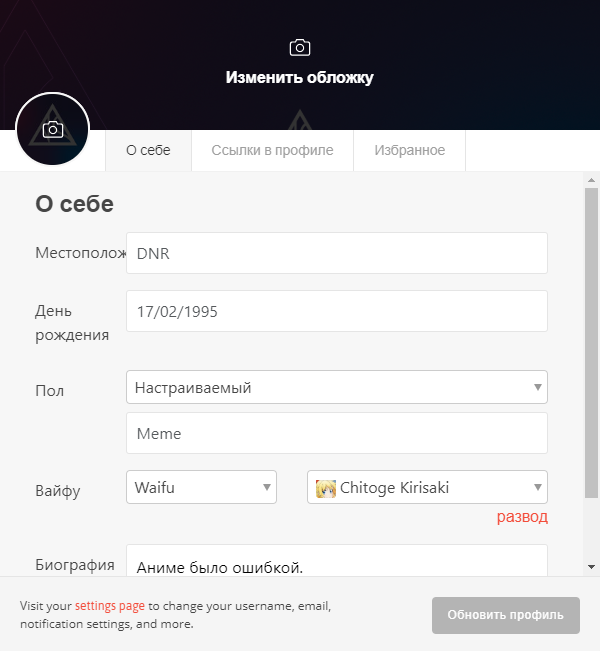 Изменить обложку
О себе
Ссылки в профиле
Избранное
О себе
Местополож
DNR
День
рождения
17/02/1995
Пол
Настраиваемый
Meme
Вайфу
Waifu
Chitoge Kirisaki
развод
Биография
Аниме было ошибкой.
Visit your settings page to change your username, email,
notification settings, and more.
Обновить профиль